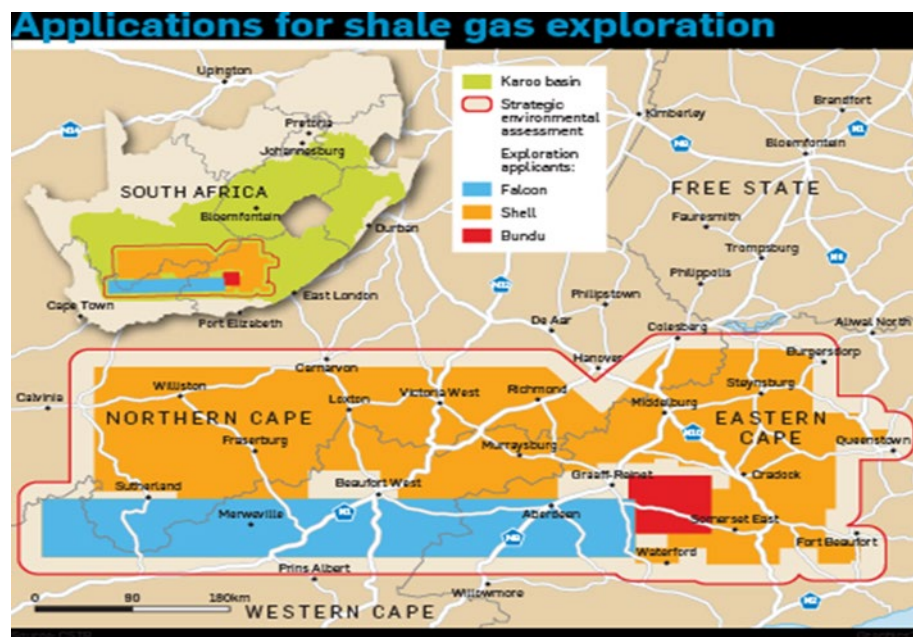 Applications for shale gas exploration
Upington
Pretoria
Johannesburg
SOUTH AFRICA
Bloemfontein
Durban
Cape Town
East London
Port Elizabeth
Karoo basin
Strategic
environmental
assessment
Exploration
applicants:
Falcon
Shell
Bundu
Kimberley
Brandfort
Bloemfontein
FREE STATE
Fauresmith
Trompsburg
Philippolis
Philipstown
De Aar
Colesberg
Aliwal North
Hanover
Burgersdorp
Carnarvon
Calvinia
Williston
Loxton
Victoria West
Richmond
Middelburg
Steynsburg
NORTHERN CAPE
EASTERN
CAPE
Fraserburg
Murraysburg
Queenstown
Sutherland
Beaufort West
Graaff-Reinet
Cradock
Merweville
N1
Aberdeen
N9
Somerset East
Waterford
Fort Beaufort
Prins Albert
Willowmore
N2
0 90 180km
WESTERN CAPE